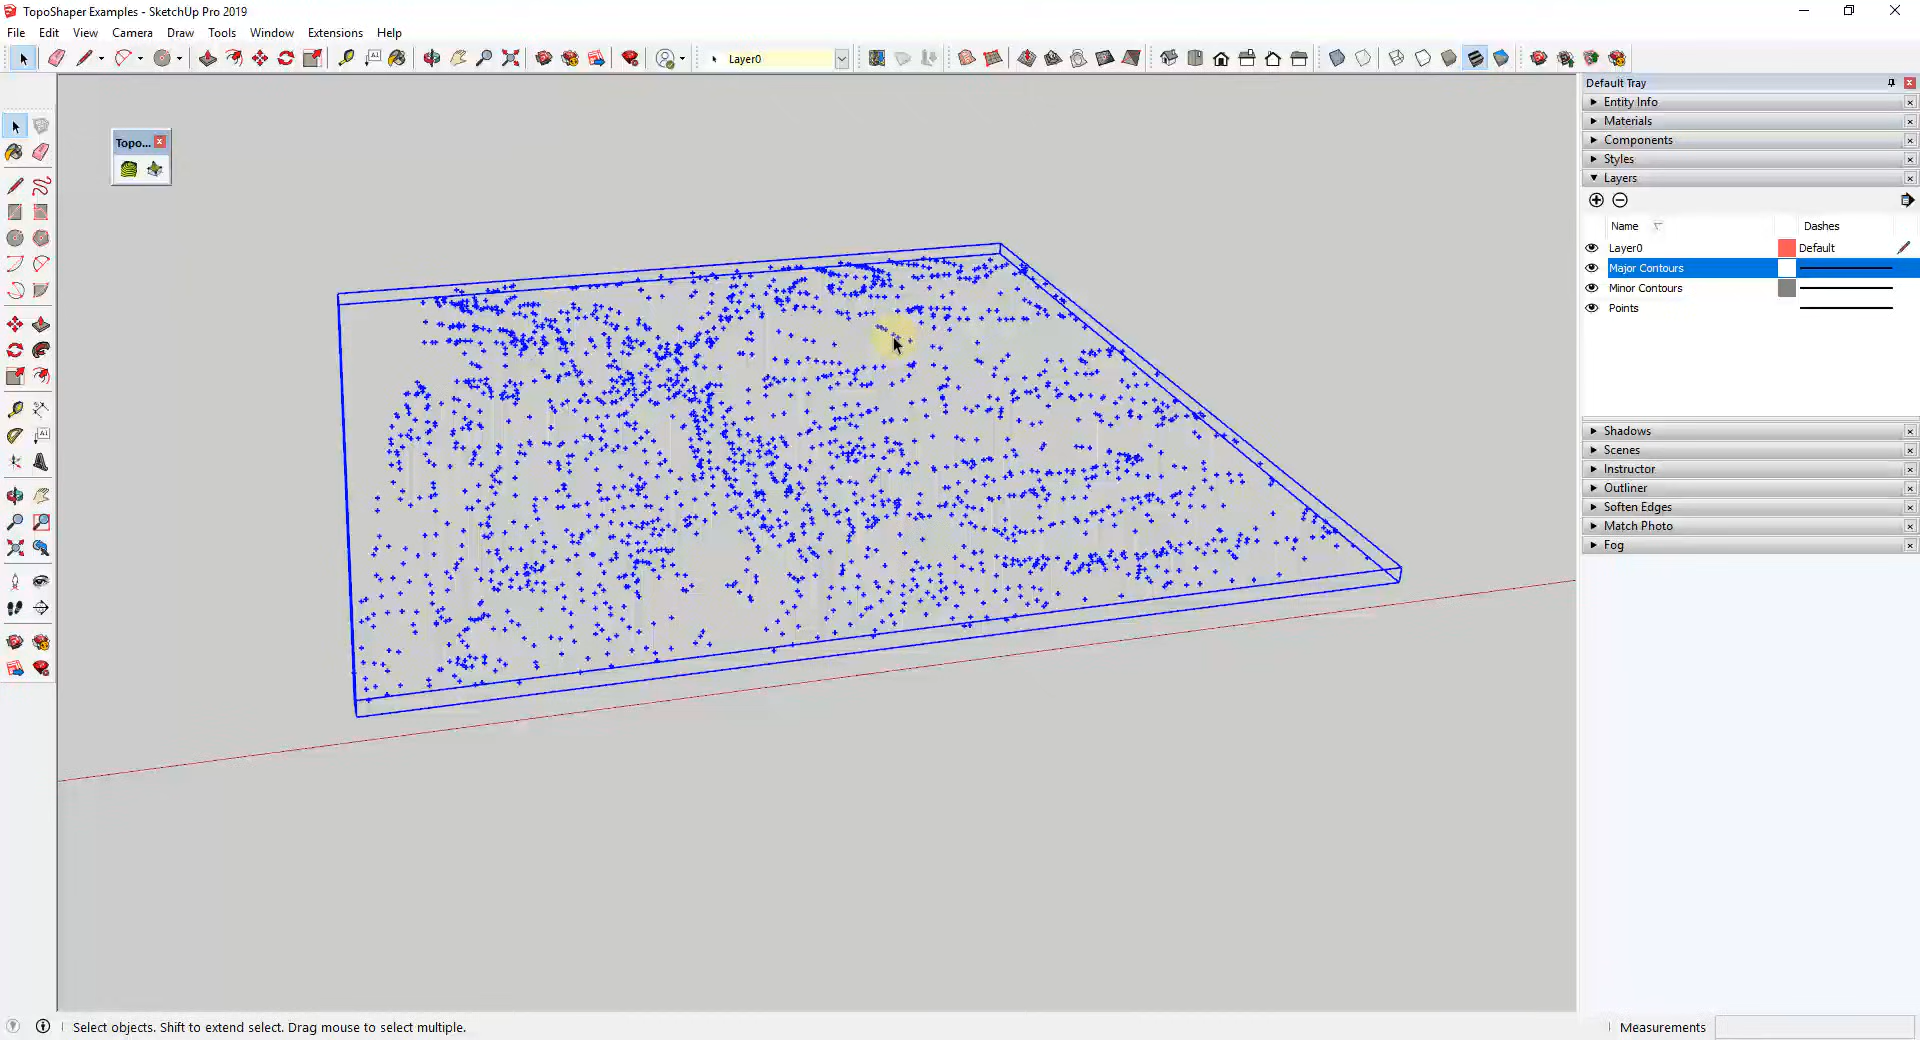 TopoShaper Examples - SketchUp Pro 2019
File Edit View Camera Draw Tools Window Extensions Help
Layer0
Default Tray
Entity Info
Materials
Components
Styles
Layers
Name Dashes
Layer0 Default
Major Contours
Minor Contours
Points
Shadows
Scenes
Instructor
Outliner
Soften Edges
Match Photo
Fog
Topo...
Select objects. Shift to extend select. Drag mouse to select multiple.
Measurements